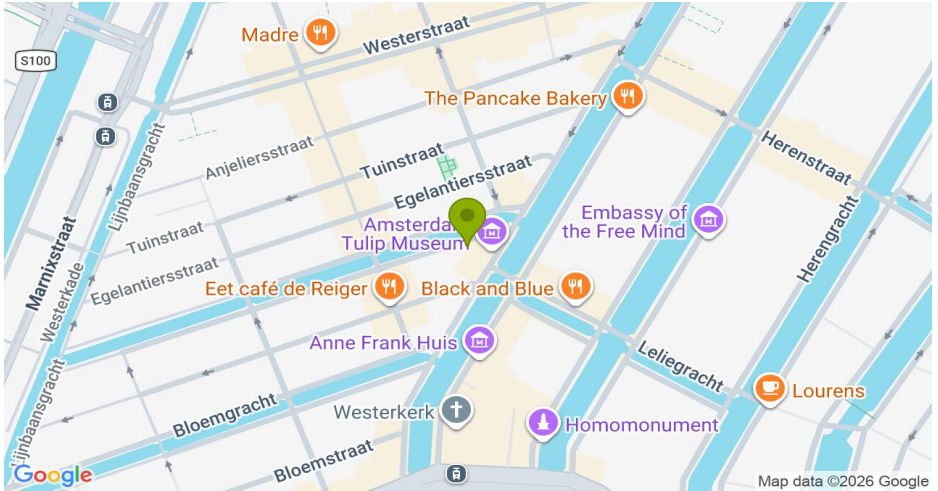 Madre
Westerstraat
S100
The Pancake Bakery
Anjeliersstraat
Tuinstraat
Herenstraat
Egelantiersstraat
Lijnbaansgracht
Amsterdam
Tulip Museum
Embassy of
the Free Mind
Tuinstraat
Herengracht
Marnixstraat
Westerkade
Egelantiersstraat
Eet café de Reiger
Black and Blue
Anne Frank Huis
Leliegracht
Lourens
Lijnbaansgracht
Bloemgracht
Westerkerk
Homomonument
Bloemstraat
Google
Map data ©2026 Google